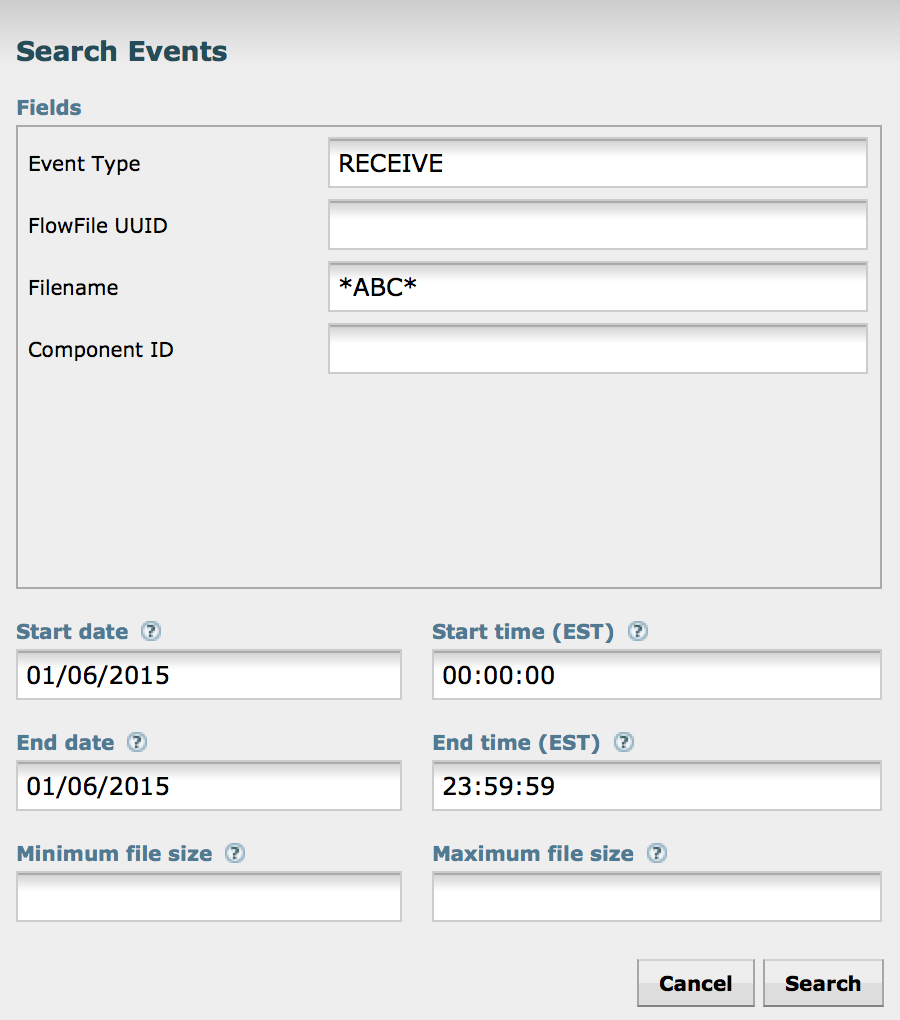 Search Events
Fields
Event Type RECEIVE
FlowFile UUID
Filename *ABC*
Component ID
Start date ? Start time (EST) ?
01/06/2015 00:00:00
End date ? End time (EST) ?
01/06/2015 23:59:59
Minimum file size ? Maximum file size ?
Cancel Search